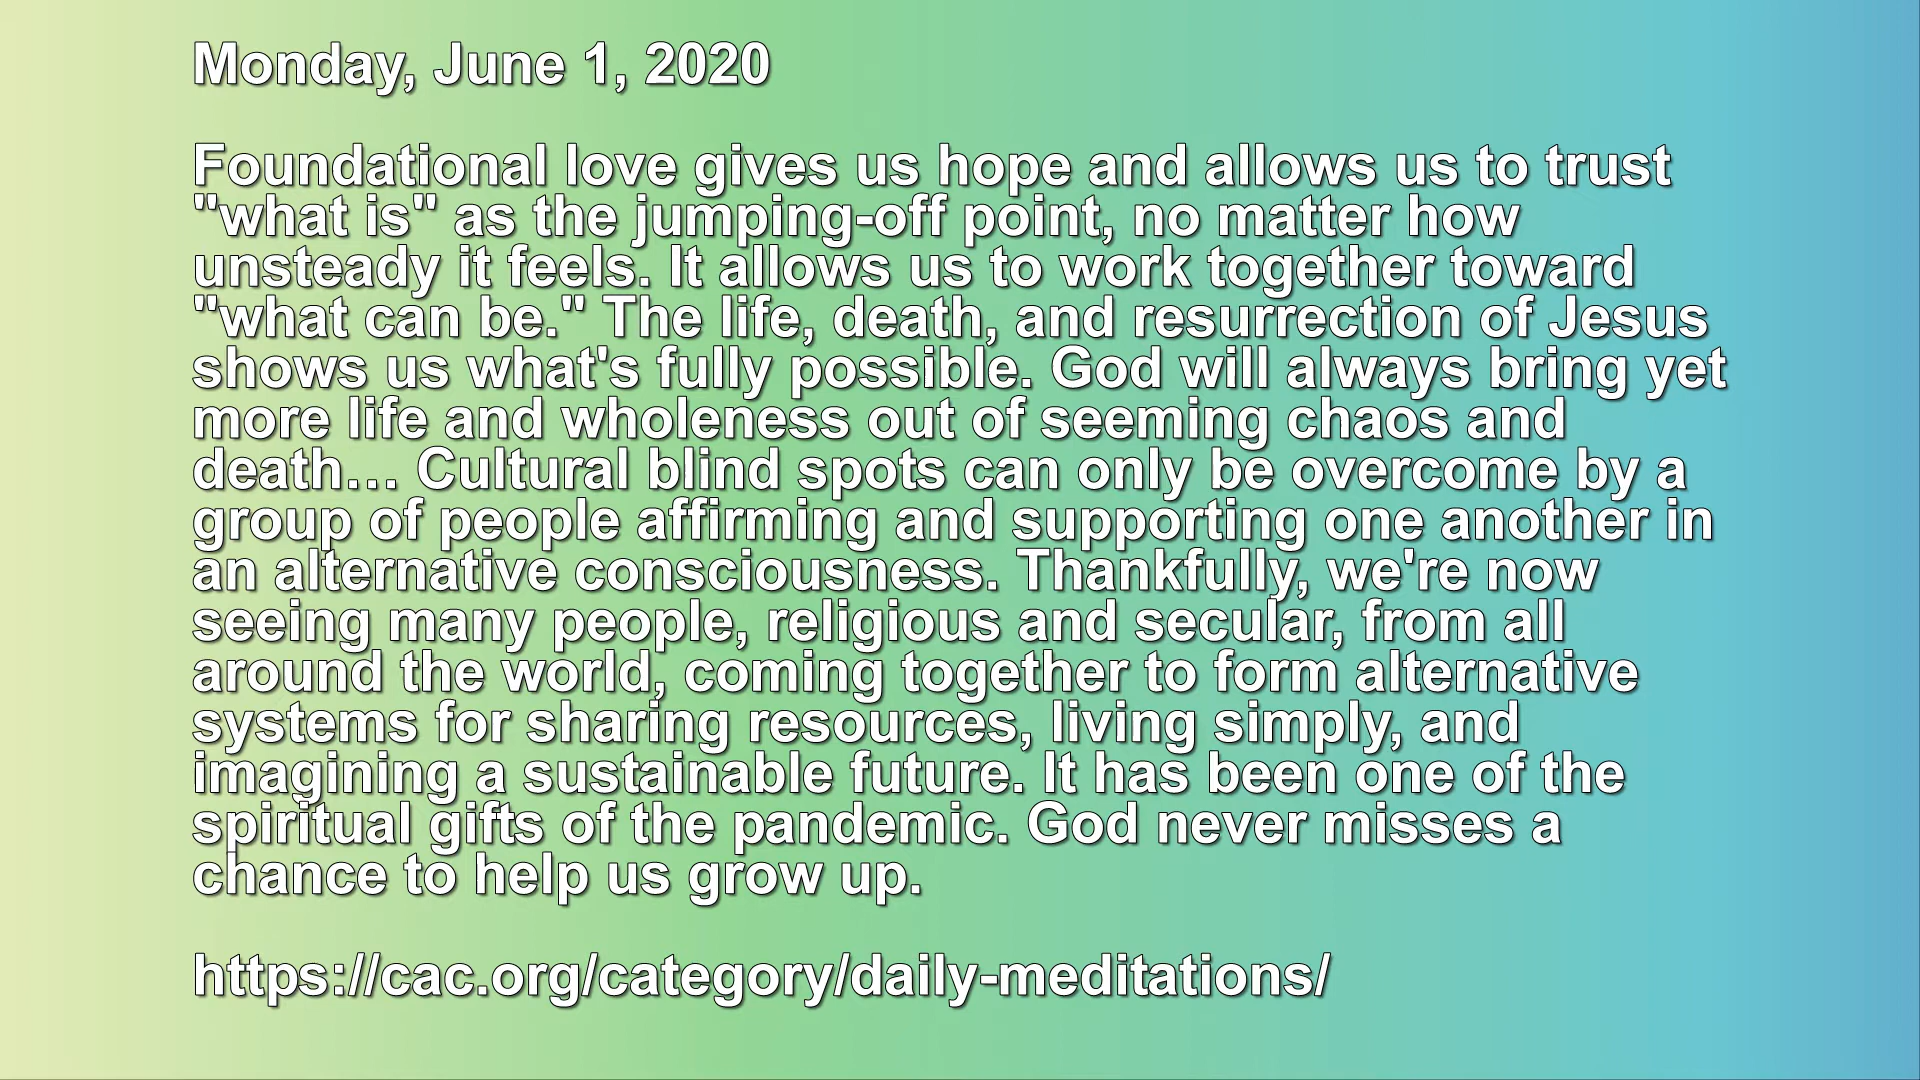 Monday, June 1, 2020
Foundational love gives us hope and allows us to trust
"what is" as the jumping-off point, no matter how
unsteady it feels. It allows us to work together toward
"what can be." The life, death, and resurrection of Jesus
shows us what's fully possible. God will always bring yet
more life and wholeness out of seeming chaos and
death… Cultural blind spots can only be overcome by a
group of people affirming and supporting one another in
an alternative consciousness. Thankfully, we're now
seeing many people, religious and secular, from all
around the world, coming together to form alternative
systems for sharing resources, living simply, and
imagining a sustainable future. It has been one of the
spiritual gifts of the pandemic. God never misses a
chance to help us grow up.
https://cac.org/category/daily-meditations/